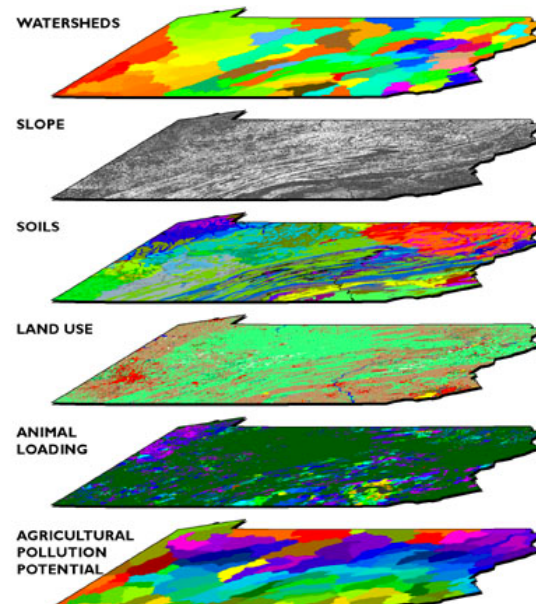 WATERSHEDS
SLOPE
SOILS
LAND USE
ANIMAL
LOADING
AGRICULTURAL
POLLUTION
POTENTIAL